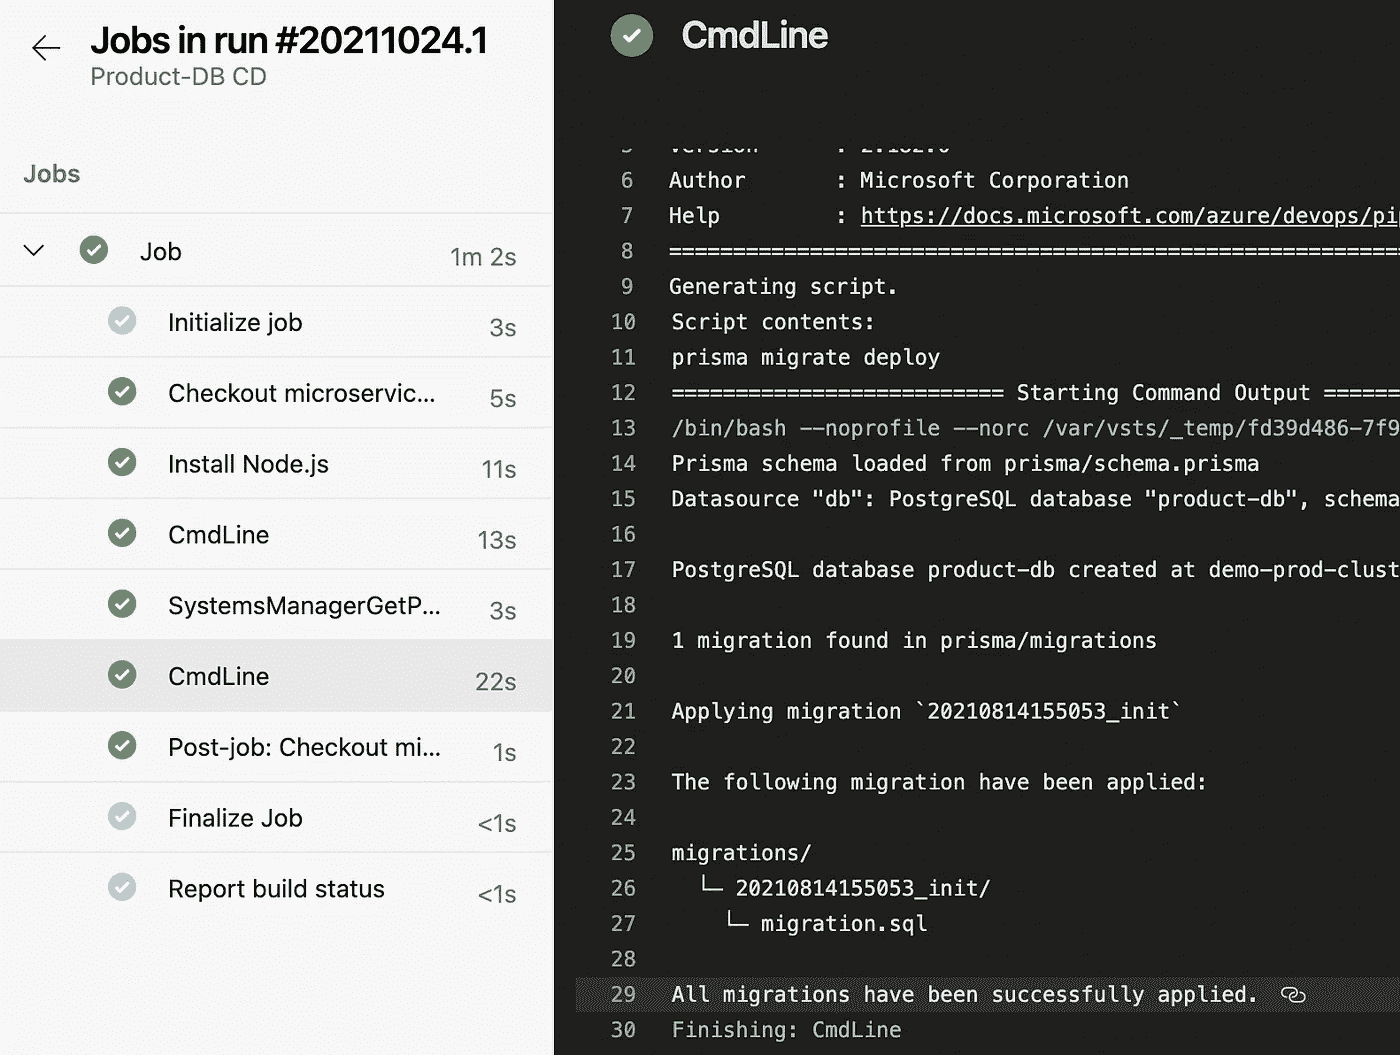 Jobs in run #20211024.1
Product-DB CD
Jobs
Job 1m 2s
Initialize job 3s
Checkout microservic... 5s
Install Node.js 11s
CmdLine 13s
SystemsManagerGetP... 3s
CmdLine 22s
Post-job: Checkout mi... 1s
Finalize Job <1s
Report build status <1s
CmdLine
6 Author : Microsoft Corporation
7 Help : https://docs.microsoft.com/azure/devops/pi
8 =========================================================
9 Generating script.
10 Script contents:
11 prisma migrate deploy
12 ========================== Starting Command Output ======
13 /bin/bash --noprofile --norc /var/vsts/_temp/fd39d486-7f9
14 Prisma schema loaded from prisma/schema.prisma
15 Datasource "db": PostgreSQL database "product-db", schema
16
17 PostgreSQL database product-db created at demo-prod-clust
18
19 1 migration found in prisma/migrations
20
21 Applying migration `20210814155053_init`
22
23 The following migration have been applied:
24
25 migrations/
26 └─ 20210814155053_init/
27 └─ migration.sql
28
29 All migrations have been successfully applied.
30 Finishing: CmdLine